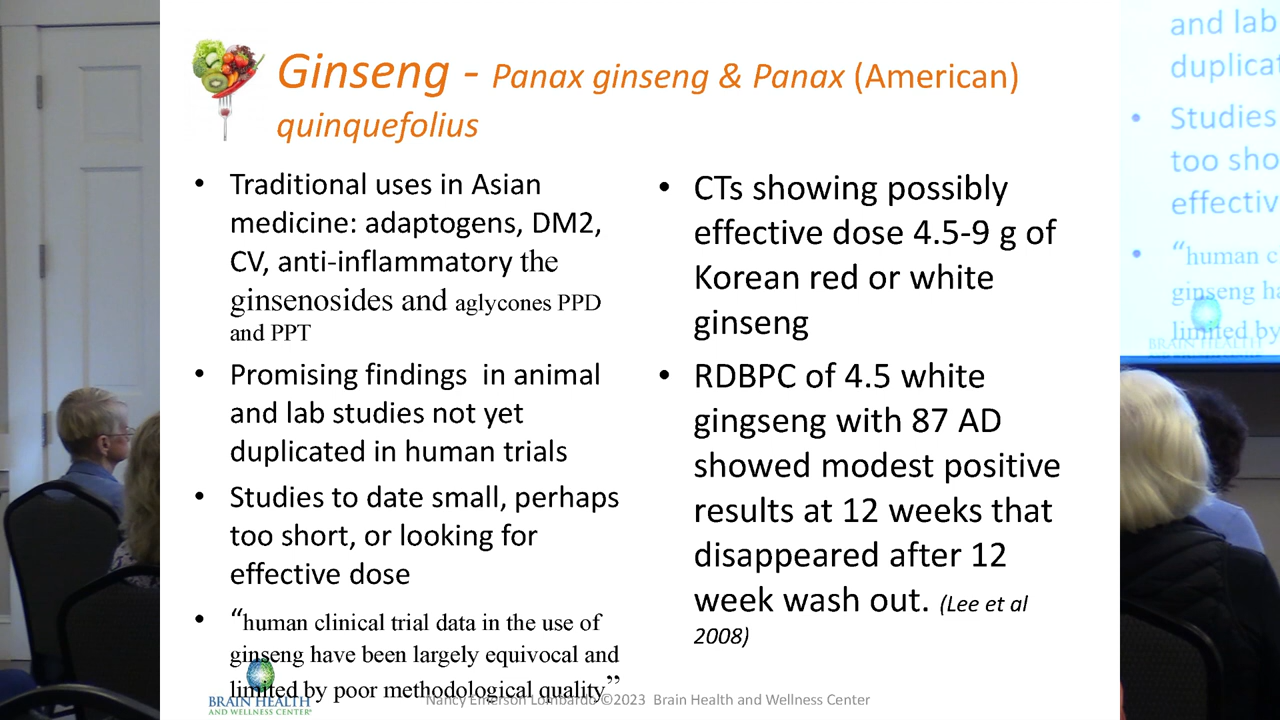 Ginseng - Panax ginseng & Panax (American)
quinquefolius
• Traditional uses in Asian
medicine: adaptogens, DM2,
CV, anti-inflammatory the
ginsenosides and aglycones PPD
and PPT
• Promising findings in animal
and lab studies not yet
duplicated in human trials
• Studies to date small, perhaps
too short, or looking for
effective dose
• “human clinical trial data in the use of
ginseng have been largely equivocal and
limited by poor methodological quality”
• CTs showing possibly
effective dose 4.5-9 g of
Korean red or white
ginseng
• RDBPC of 4.5 white
gingseng with 87 AD
showed modest positive
results at 12 weeks that
disappeared after 12
week wash out. (Lee et al
2008)
BRAIN HEALTH
AND WELLNESS CENTER
Nancy Emerson Lombardo ©2023 Brain Health and Wellness Center
and lab
duplicat
• Studies
too sho
effectiv
• “human c
ginseng ha
limited by
BRAIN HEALTH